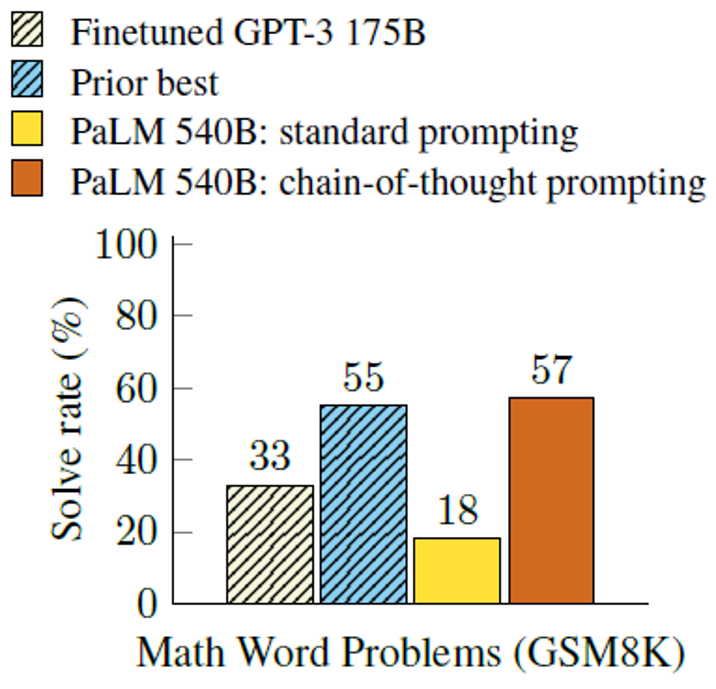 Finetuned GPT-3 175B
Prior best
PaLM 540B: standard prompting
PaLM 540B: chain-of-thought prompting
100
80
60
40
20
0
Solve rate (%)
33
55
18
57
Math Word Problems (GSM8K)